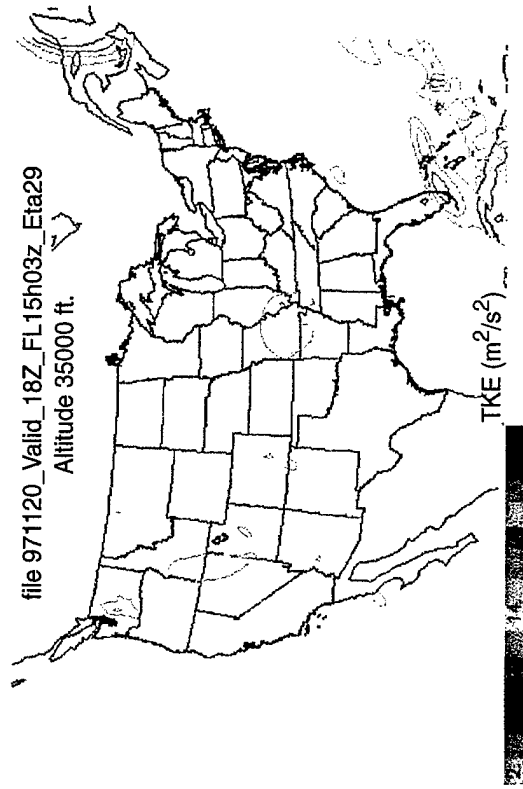 file 971120_Valid_18Z_FL15h03z_Eta29
Altitude 35000 ft.
TKE (m²/s²)